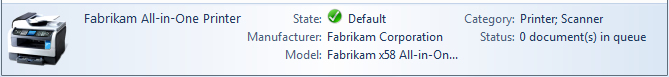 Fabrikam All-in-One Printer
State: Default
Category: Printer; Scanner
Manufacturer: Fabrikam Corporation
Status: 0 document(s) in queue
Model: Fabrikam x58 All-in-On...